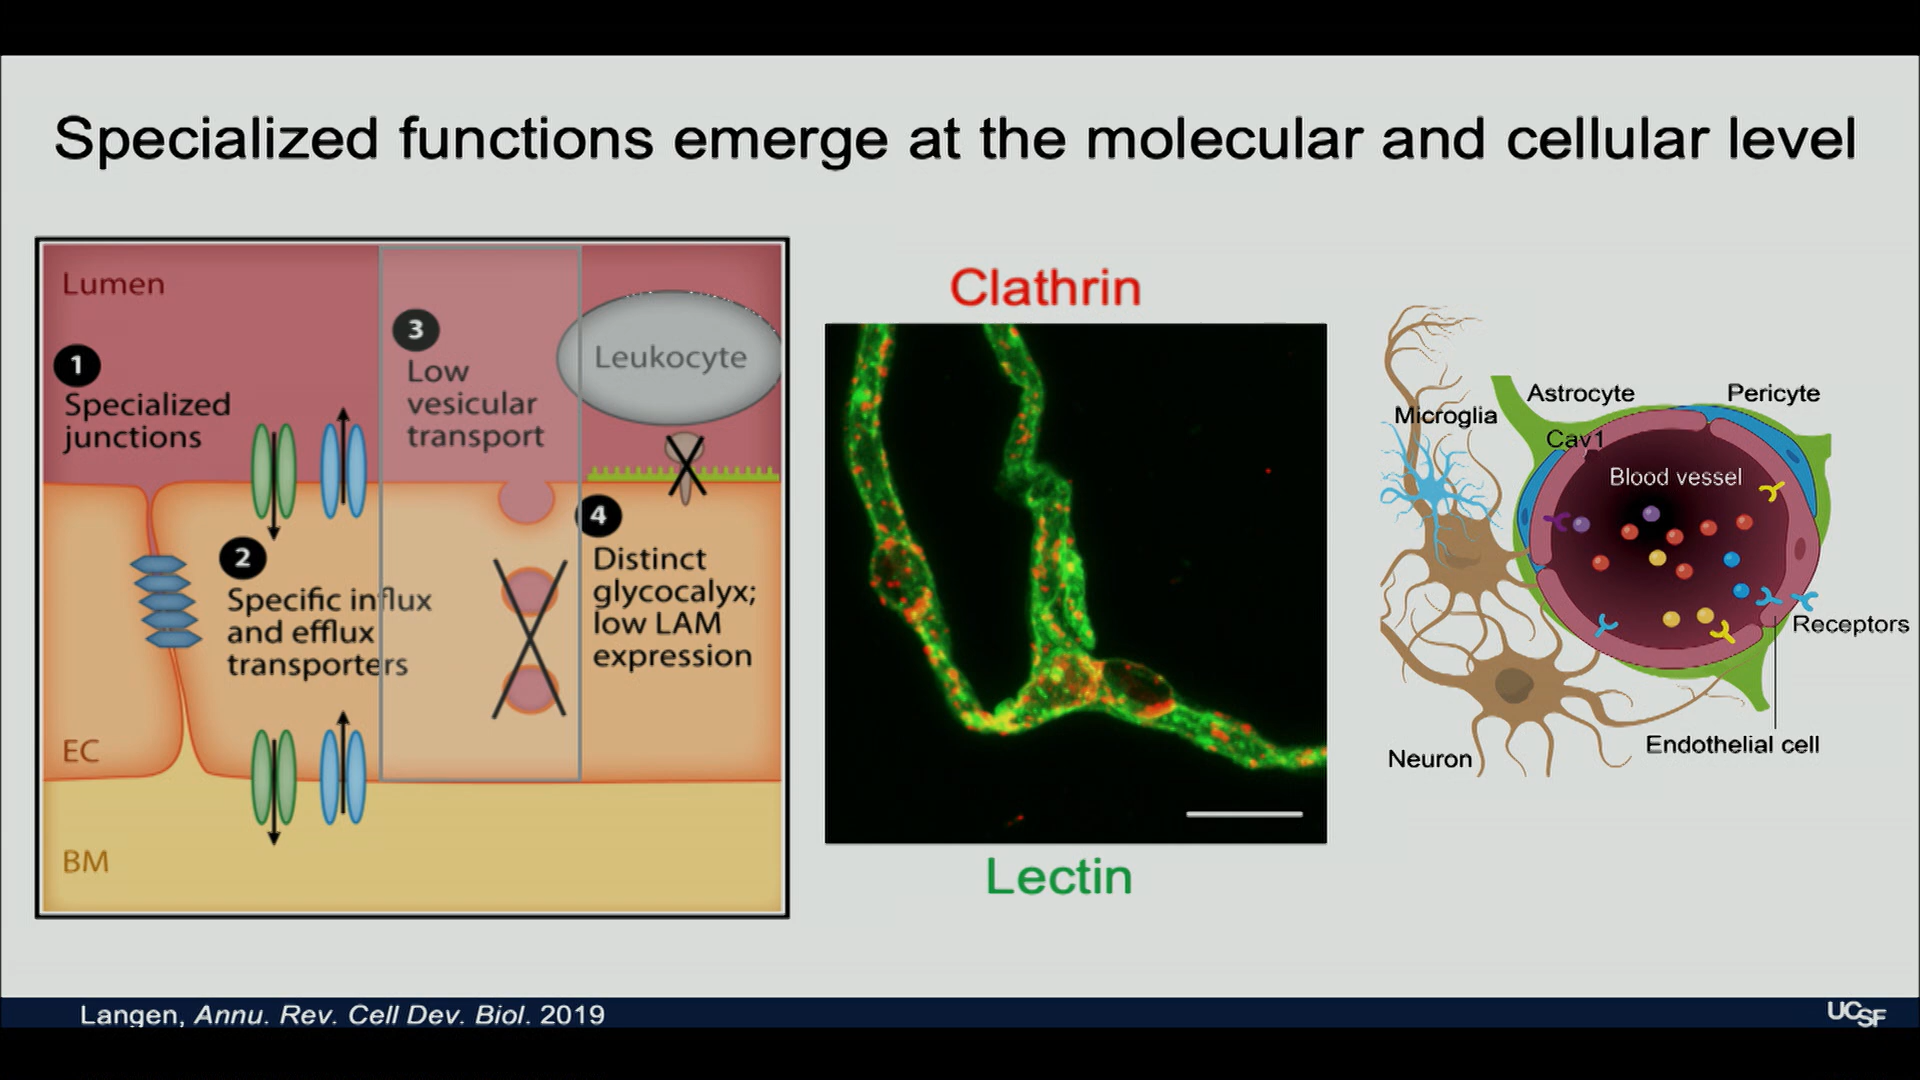 Specialized functions emerge at the molecular and cellular level
Lumen
1
Specialized
junctions
2
Specific influx
and efflux
transporters
3
Low
vesicular
transport
Leukocyte
4
Distinct
glycocalyx;
low LAM
expression
EC
BM
Clathrin
Lectin
Astrocyte
Pericyte
Microglia
Cav1
Blood vessel
Receptors
Endothelial cell
Neuron
Langen, Annu. Rev. Cell Dev. Biol. 2019
UCSF